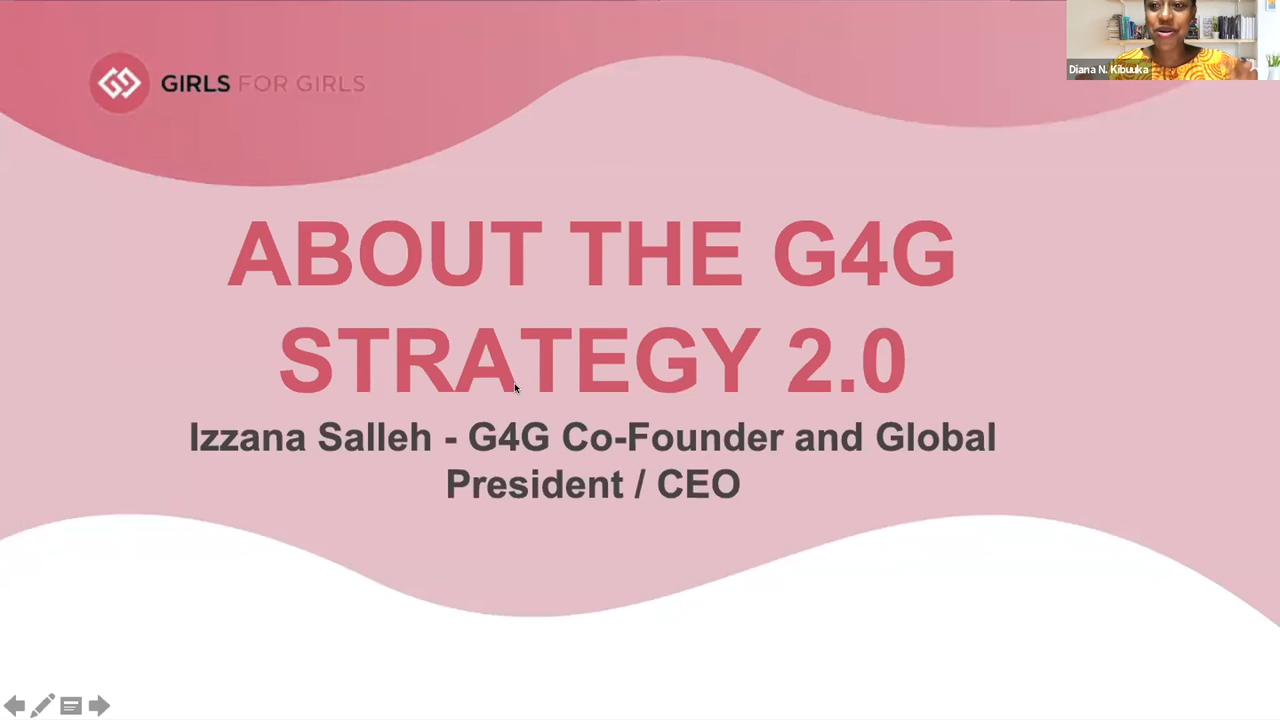 GIRLS FOR GIRLS
Diana N. Kibuuka
ABOUT THE G4G
STRATEGY 2.0
Izzana Salleh - G4G Co-Founder and Global
President / CEO